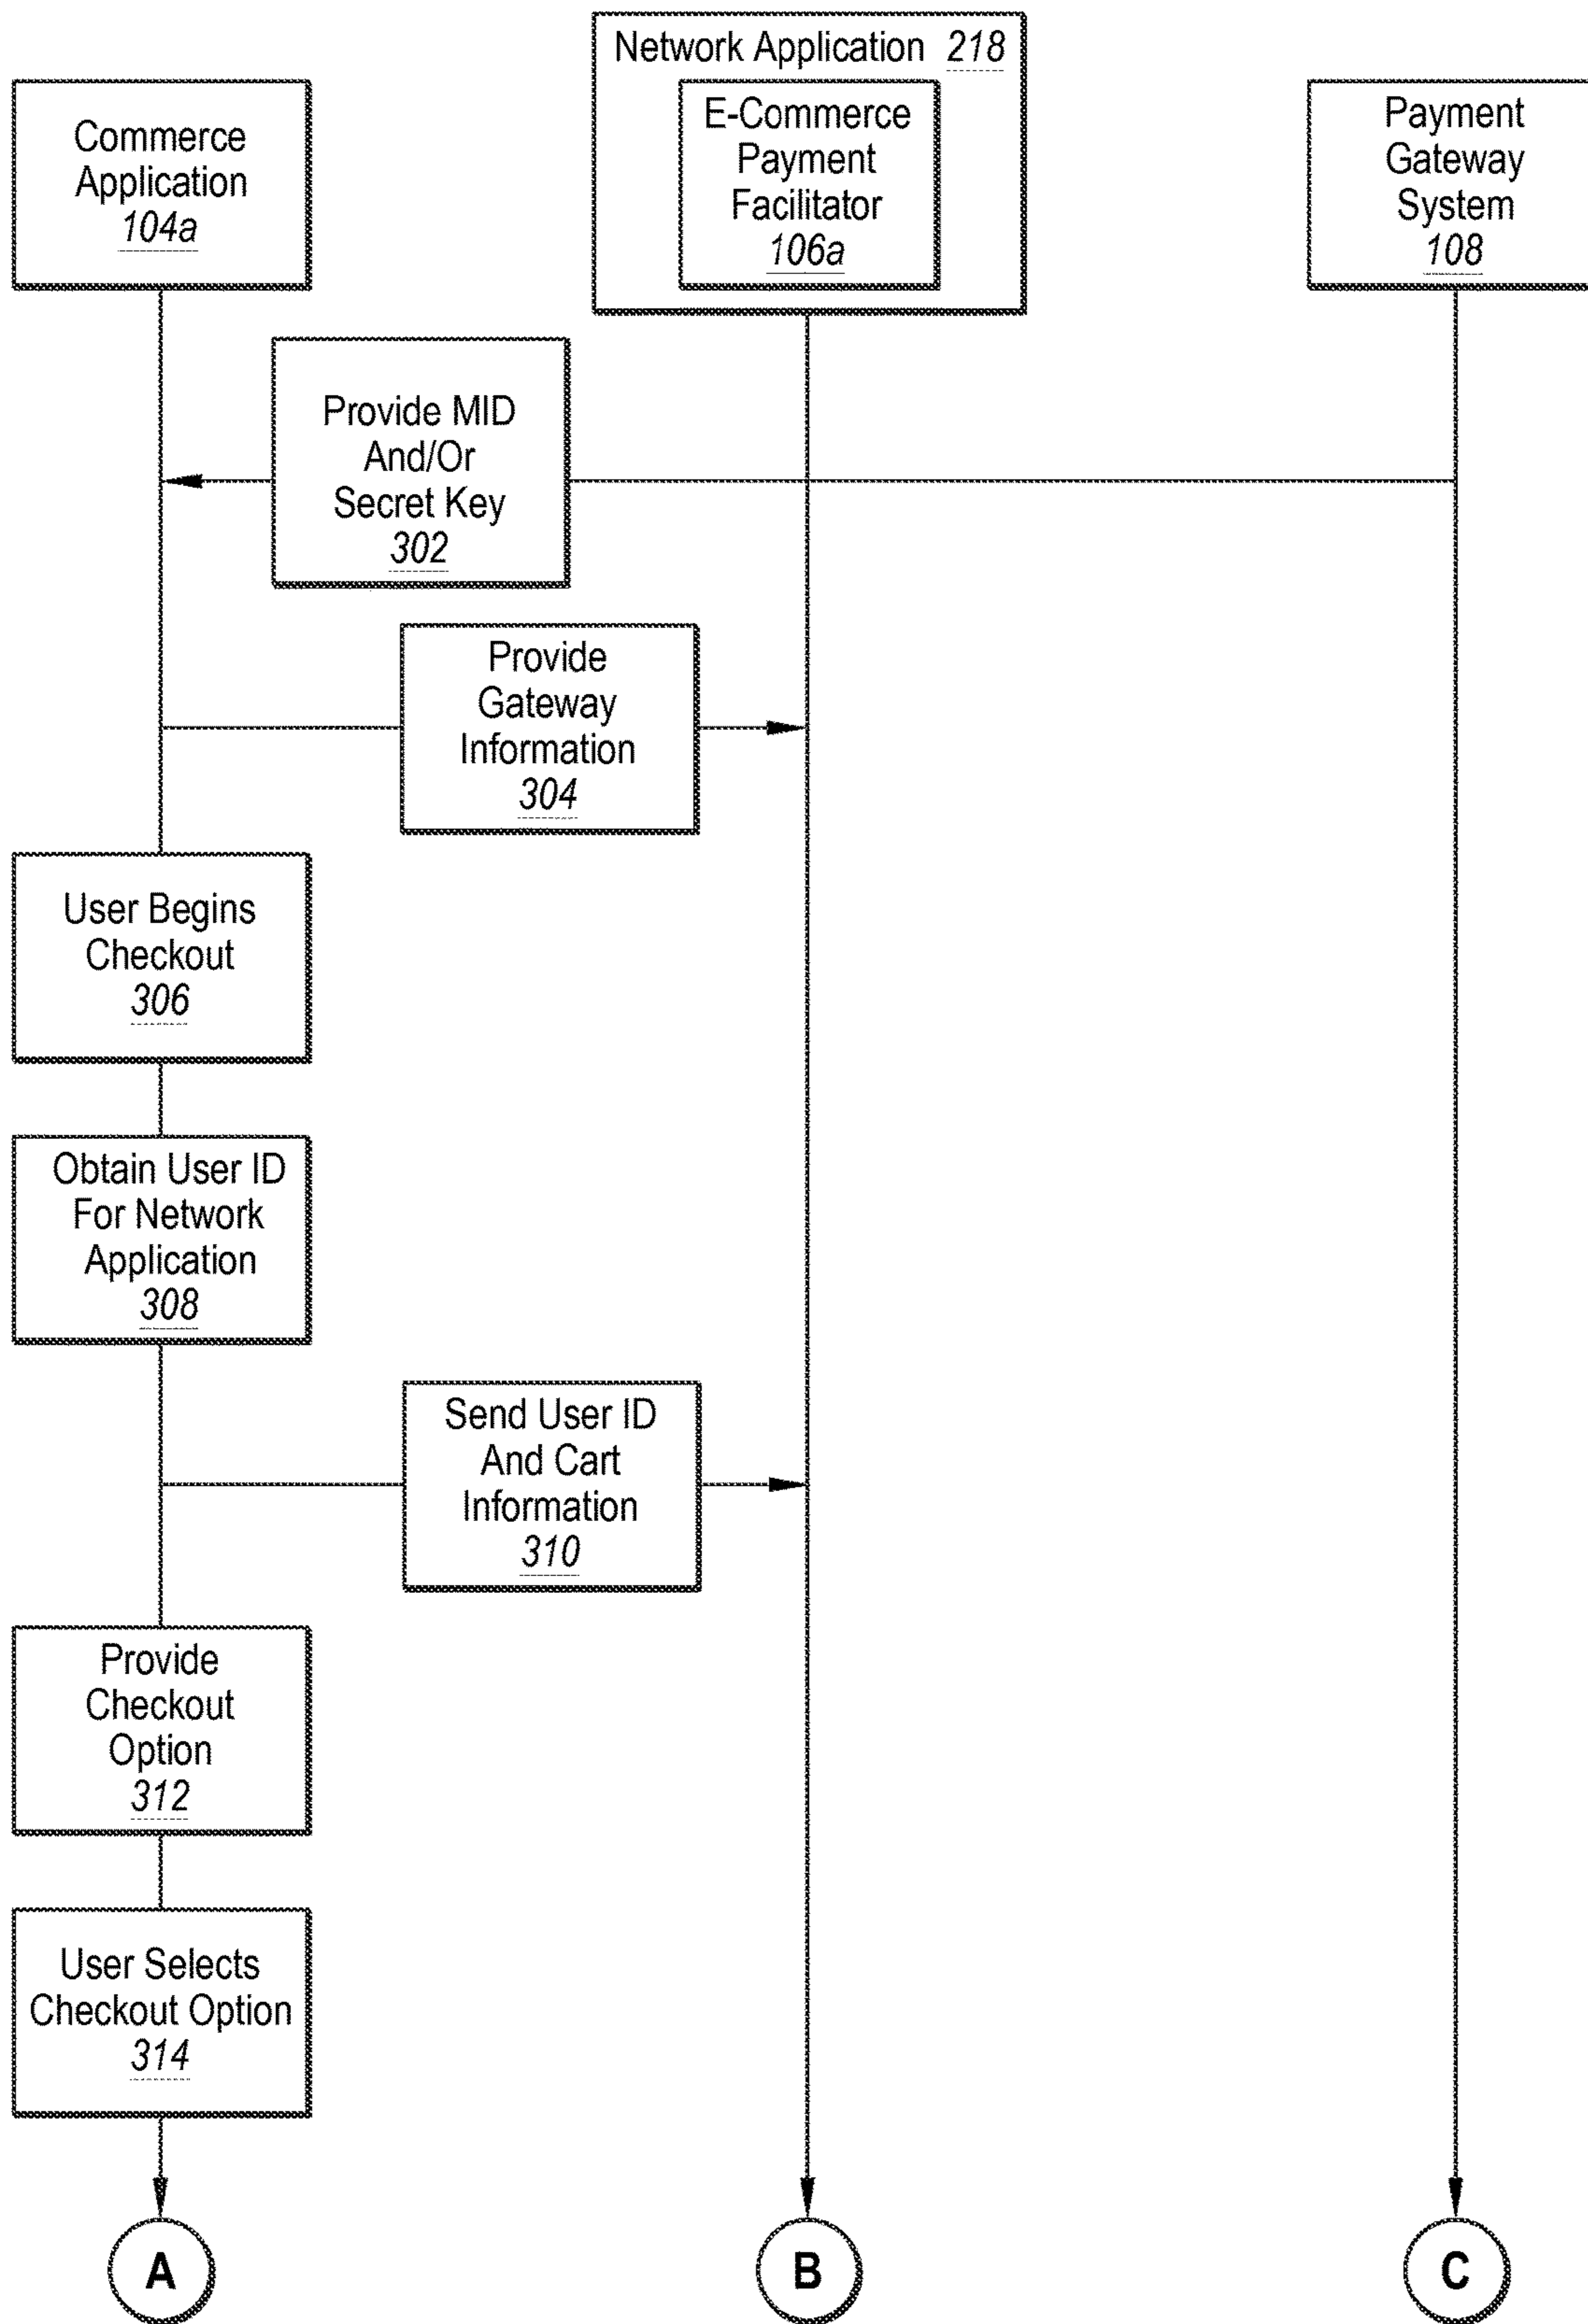 Network Application 218
Commerce
Application
104a
E-Commerce
Payment
Facilitator
106a
Payment
Gateway
System
108
Provide MID
And/Or
Secret Key
302
Provide
Gateway
Information
304
User Begins
Checkout
306
Obtain User ID
For Network
Application
308
Send User ID
And Cart
Information
310
Provide
Checkout
Option
312
User Selects
Checkout Option
314
A
B
C